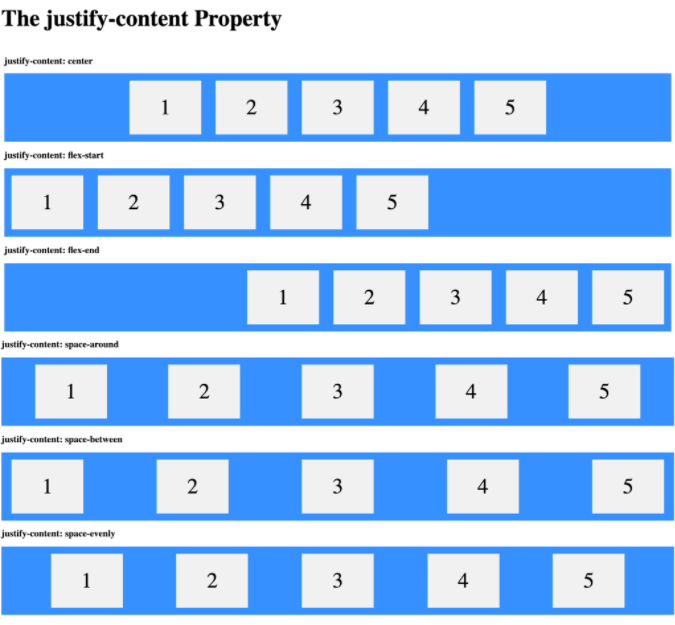 The justify-content Property
justify-content: center
1 2 3 4 5
justify-content: flex-start
1 2 3 4 5
justify-content: flex-end
1 2 3 4 5
justify-content: space-around
1 2 3 4 5
justify-content: space-between
1 2 3 4 5
justify-content: space-evenly
1 2 3 4 5